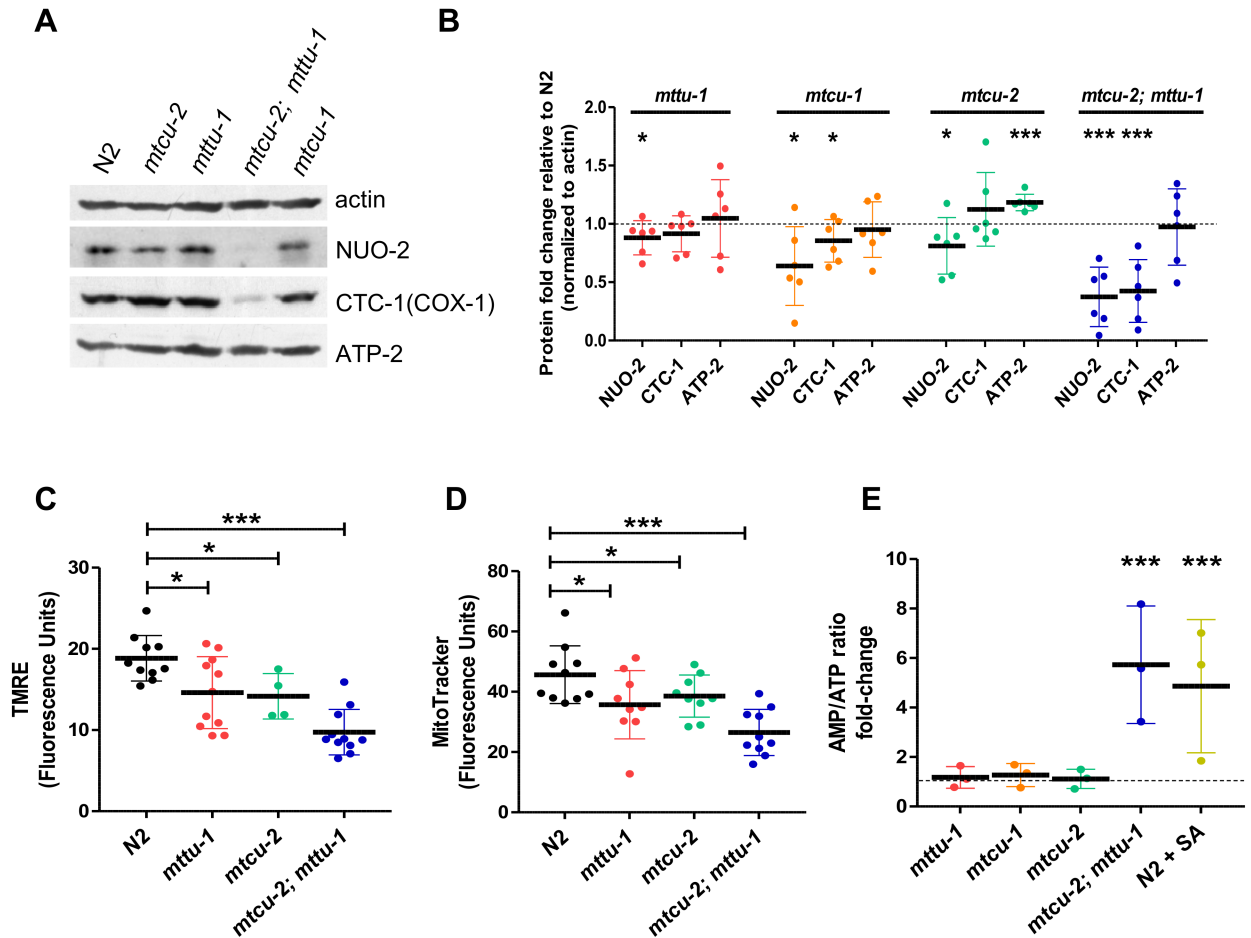 A
N2
mtcu-2
mttu-1
mtcu-2; mttu-1
mtcu-1
actin
NUO-2
CTC-1(COX-1)
ATP-2
B
Protein fold change relative to N2
(normalized to actin)
2.0
1.5
1.0
0.5
0.0
mttu-1
mtcu-1
mtcu-2
mtcu-2; mttu-1
*
*
*
*
***
***
***
NUO-2
CTC-1
ATP-2
NUO-2
CTC-1
ATP-2
NUO-2
CTC-1
ATP-2
NUO-2
CTC-1
ATP-2
C
TMRE
(Fluorescence Units)
30
20
10
0
***
*
*
N2
mttu-1
mtcu-2
mtcu-2; mttu-1
D
MitoTracker
(Fluorescence Units)
80
60
40
20
0
***
*
*
N2
mttu-1
mtcu-2
mtcu-2; mttu-1
E
AMP/ATP ratio
fold-change
10
8
6
4
2
0
***
***
mttu-1
mtcu-1
mtcu-2
mtcu-2; mttu-1
N2 + SA